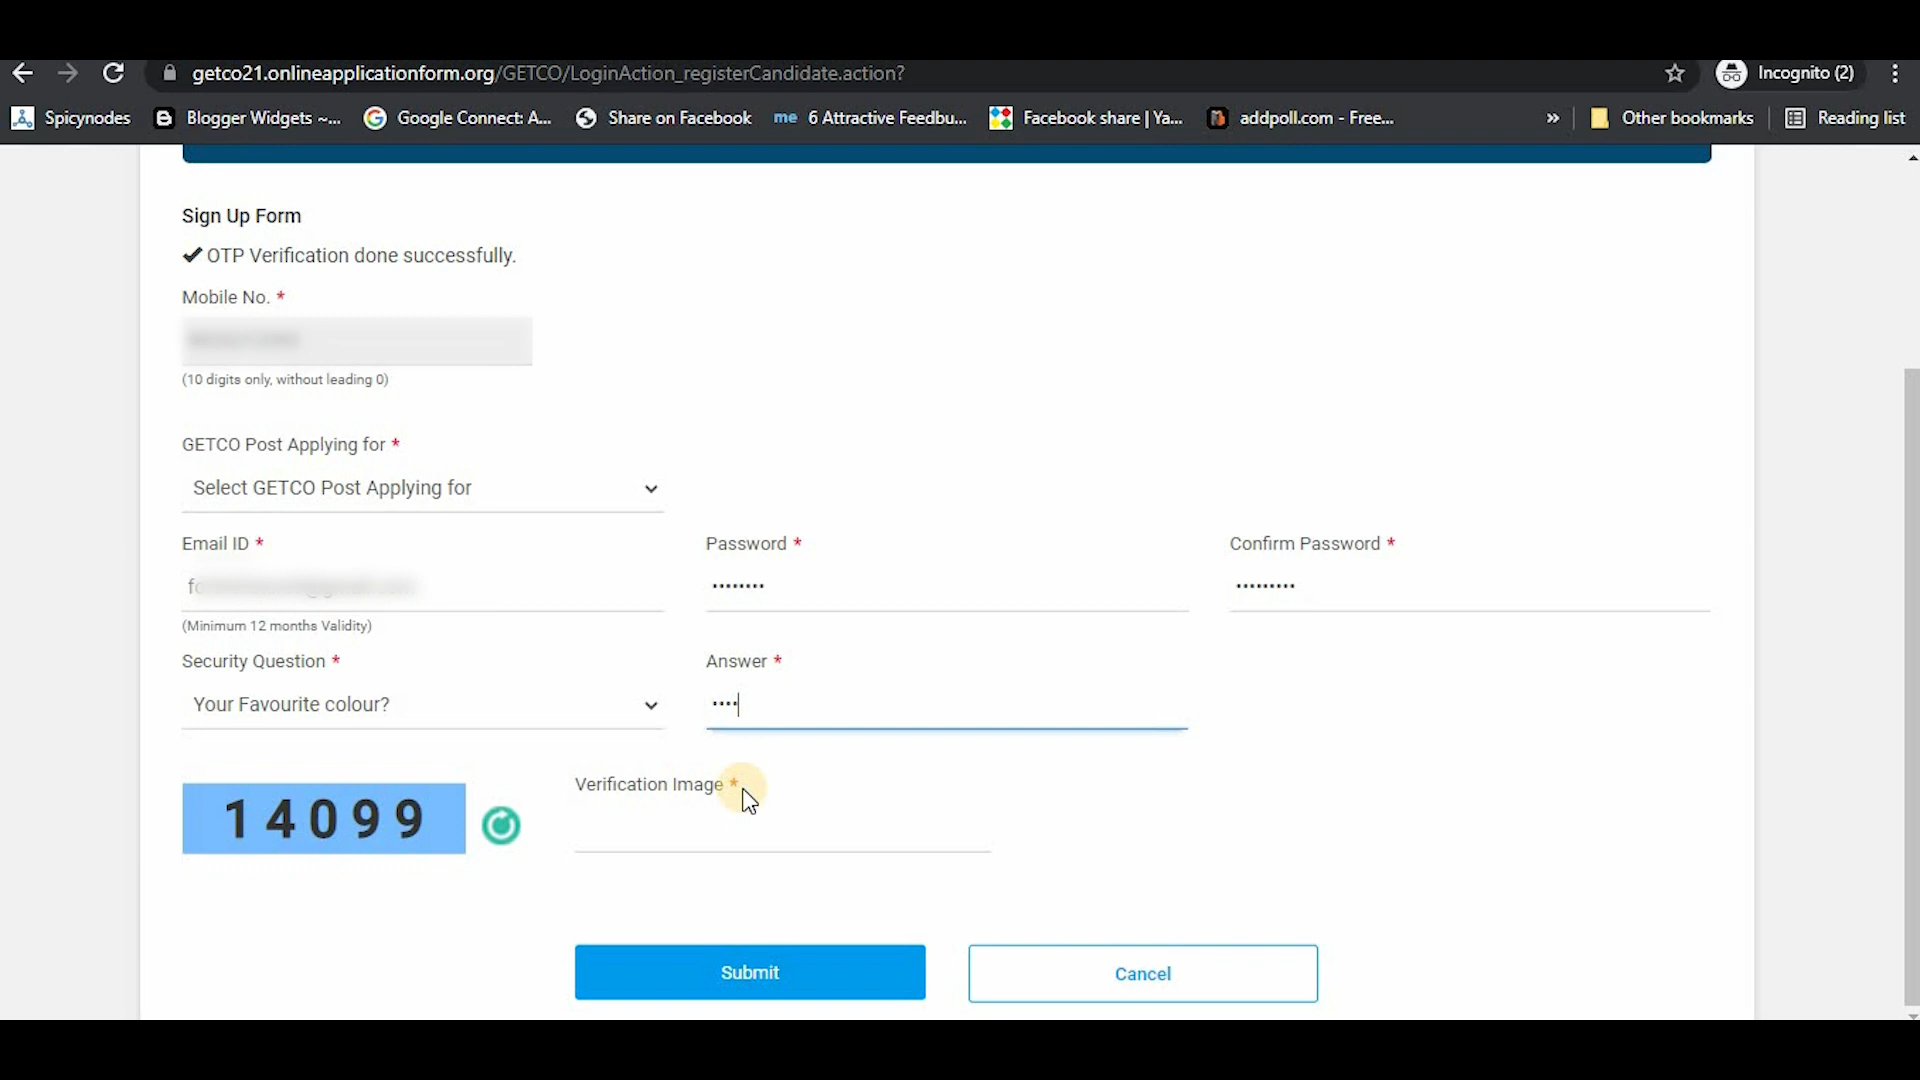 getco21.onlineapplicationform.org/GETCO/LoginAction_registerCandidate.action?
Incognito (2)
Spicynodes
Blogger Widgets ~...
Google Connect: A...
Share on Facebook
me 6 Attractive Feedbu...
Facebook share | Ya...
addpoll.com - Free...
»
Other bookmarks
Reading list
Sign Up Form
✔ OTP Verification done successfully.
Mobile No. *
(10 digits only, without leading 0)
GETCO Post Applying for *
Select GETCO Post Applying for
Email ID * Password * Confirm Password *
(Minimum 12 months Validity)
Security Question * Answer *
Your Favourite colour?
Verification Image *
14099
Submit Cancel